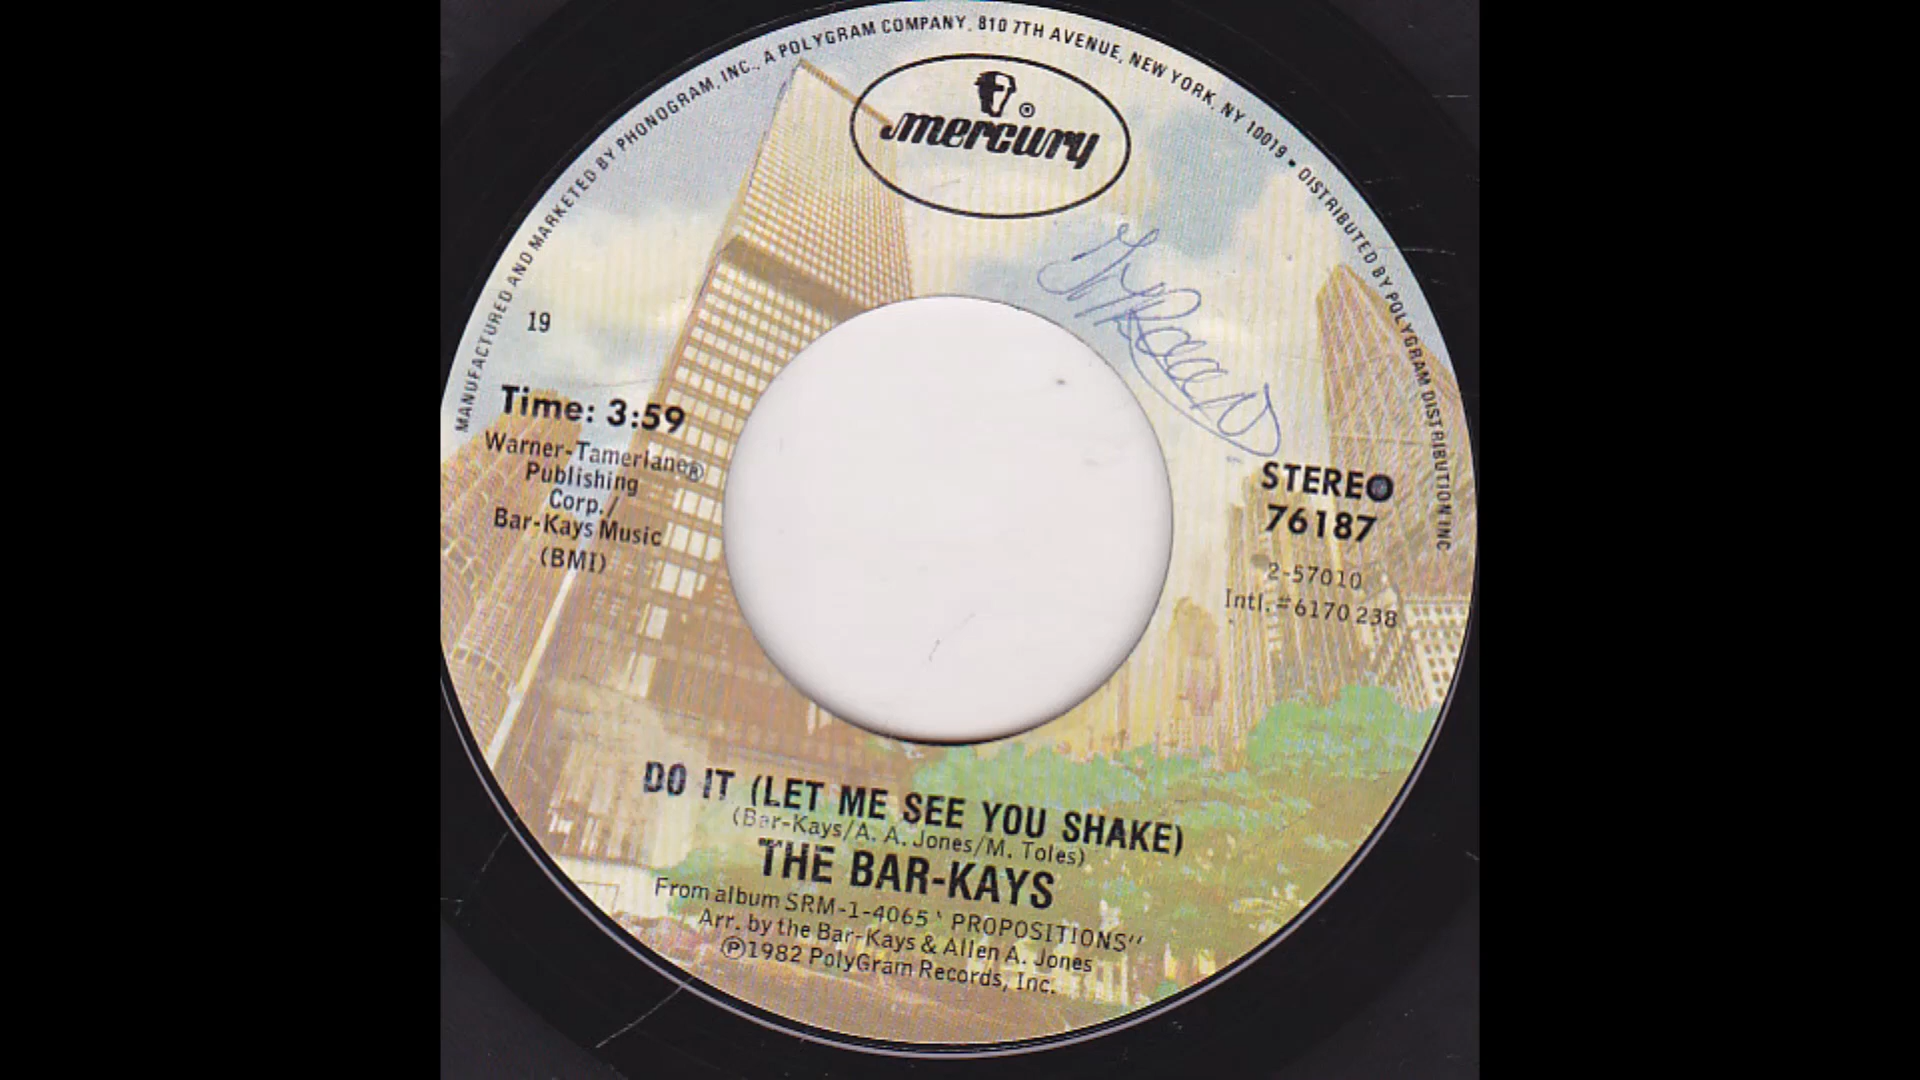 MANUFACTURED AND MARKETED BY PHONOGRAM, INC., A POLYGRAM COMPANY, 810 7TH AVENUE, NEW YORK, NY 10019 • DISTRIBUTED BY POLYGRAM DISTRIBUTION INC
mercury®
19
Time: 3:59
Warner-Tamerlane®
Publishing
Corp./
Bar-Kays Music
(BMI)
STEREO
76187
2-57010
Intl. #6170 238
DO IT (LET ME SEE YOU SHAKE)
(Bar-Kays/A. A. Jones/M. Toles)
THE BAR-KAYS
From album SRM-1-4065 ‘ PROPOSITIONS”
Arr. by the Bar-Kays & Allen A. Jones
Ⓟ1982 PolyGram Records, Inc.